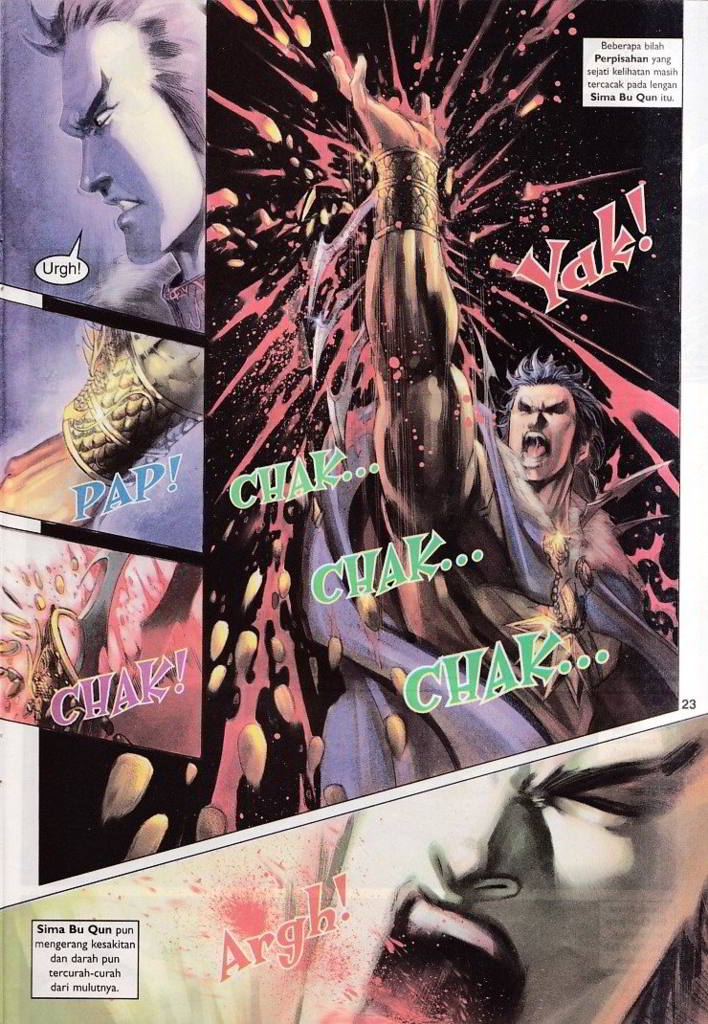 Urgh!
PAP!
CHAK!
Beberapa bilah
Perpisahan yang
sejati kelihatan masih
tercacak pada lengan
Sima Bu Qun itu.
Yak!
CHAK...
CHAK...
CHAK...
23
Argh!
Sima Bu Qun pun
mengerang kesakitan
dan darah pun
tercurah-curah
dari mulutnya.